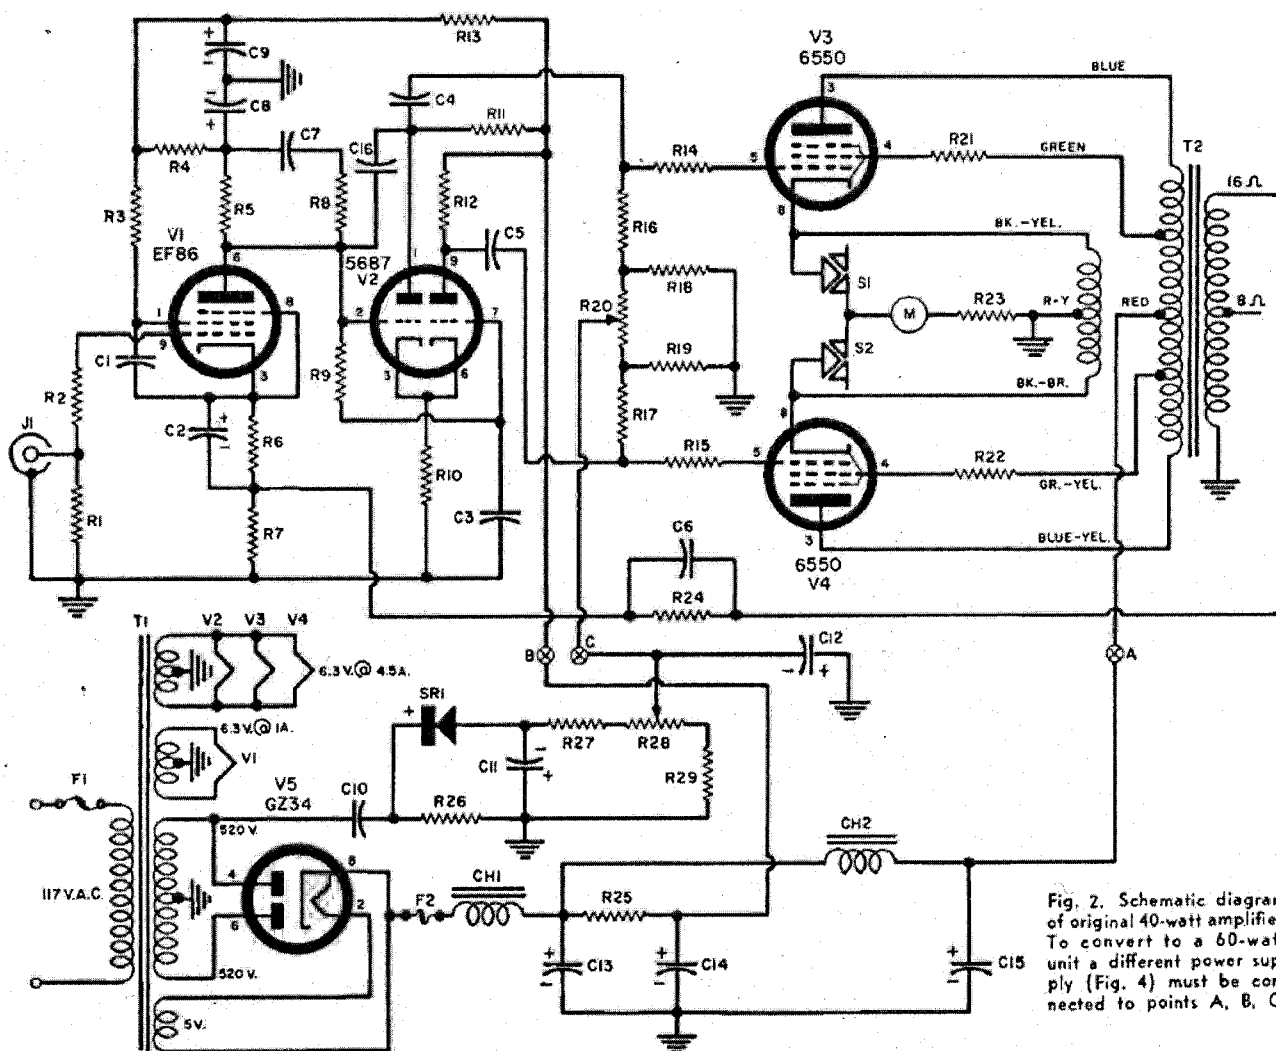 R13
V3
6550
C9
BLUE
3
C8
C4
R11
C7
C16
R14
4
R21
GREEN
T2
R4
5
16 Ω
R3
R5
R8
R12
8
V1
EF86
6
5687
V2
1
9
C5
R16
BK.-YEL.
S1
R18
8
R20
M
R23
R-Y
RED
8 Ω
1
9
2
7
C1
3
R9
3
6
R19
S2
R2
BK.-BR.
J1
C2
R6
R17
R10
5
R15
4
R22
GR.-YEL.
R1
R7
C3
C6
3
BLUE-YEL.
6550
V4
R24
T1
V2
V3
V4
B
C
C12
A
6.3 V.@ 4.5A.
SR1
6.3 V.@ 1A.
V1
R27
R28
C11
R29
F1
V5
GZ34
C10
R26
520 V.
CH2
4
8
CH1
117 V.A.C.
F2
2
R25
6
520 V.
C13
C14
C15
5V.
Fig. 2. Schematic diagram
of original 40-watt amplifie
To convert to a 60-wat
unit a different power sup
ply (Fig. 4) must be con
nected to points A, B, C